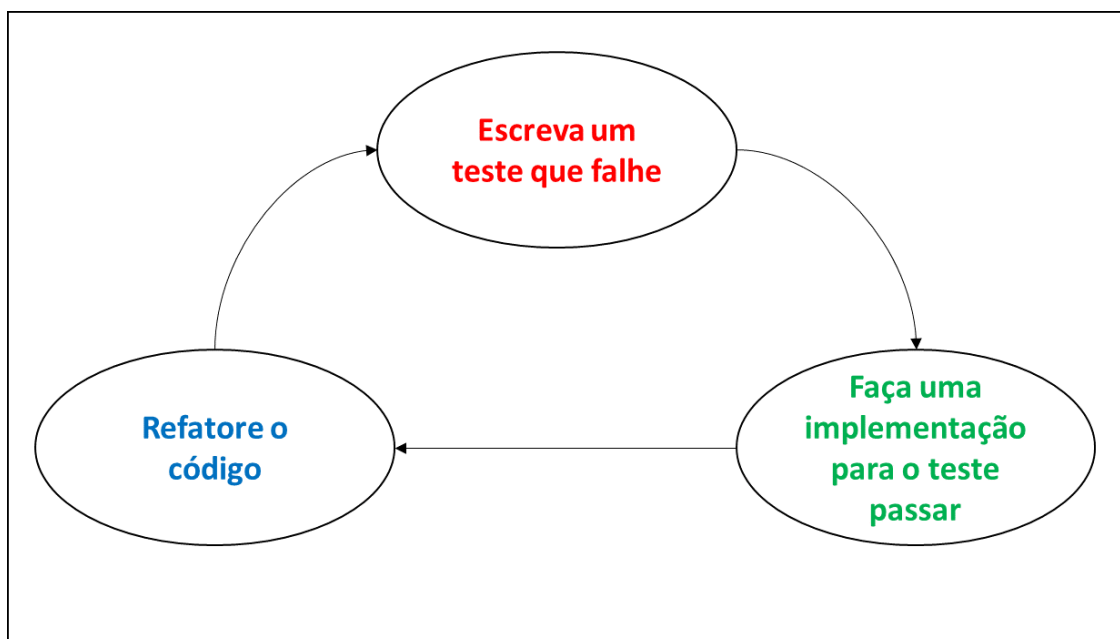 Escreva um
teste que falhe
Faça uma
implementação
para o teste
passar
Refatore o
código